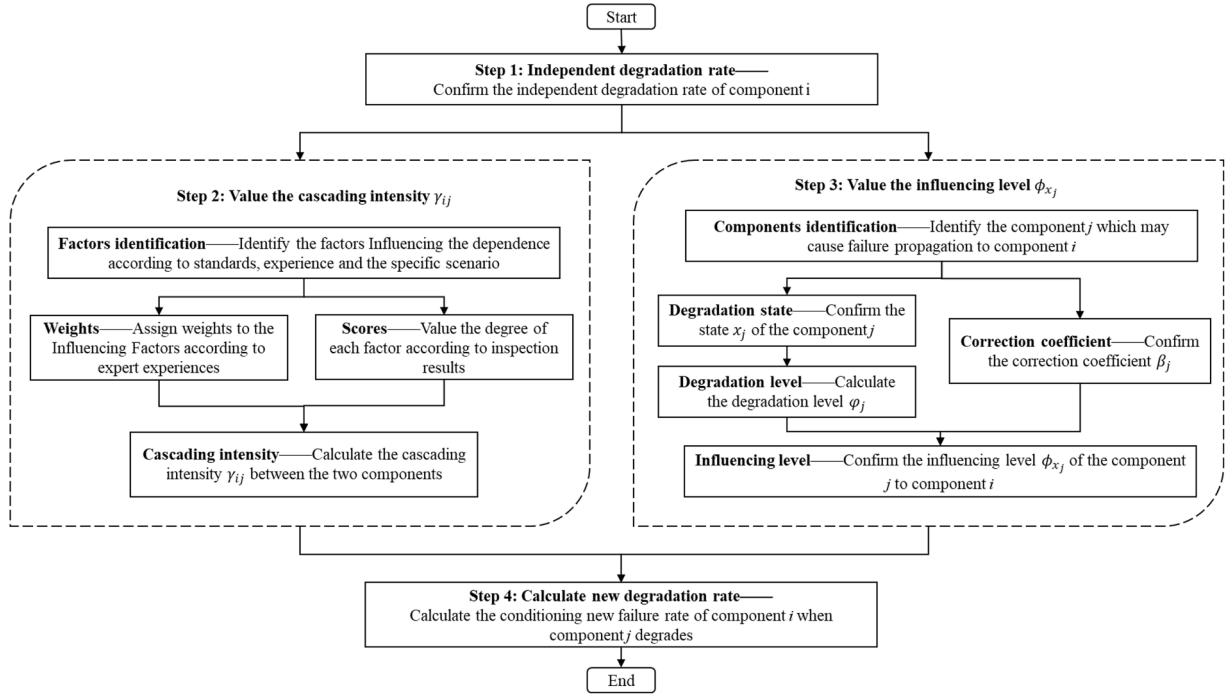 Start
Step 1: Independent degradation rate——
Confirm the independent degradation rate of component i
Step 2: Value the cascading intensity γij
Factors identification——Identify the factors Influencing the dependence
according to standards, experience and the specific scenario
Weights——Assign weights to the
Influencing Factors according to
expert experiences
Scores——Value the degree of
each factor according to inspection
results
Cascading intensity——Calculate the cascading
intensity γij between the two components
Step 3: Value the influencing level ϕxj
Components identification——Identify the component j which may
cause failure propagation to component i
Degradation state——Confirm the
state xj of the component j
Degradation level——Calculate
the degradation level φj
Correction coefficient——Confirm
the correction coefficient βj
Influencing level——Confirm the influencing level ϕxj of the component
j to component i
Step 4: Calculate new degradation rate——
Calculate the conditioning new failure rate of component i when
component j degrades
End